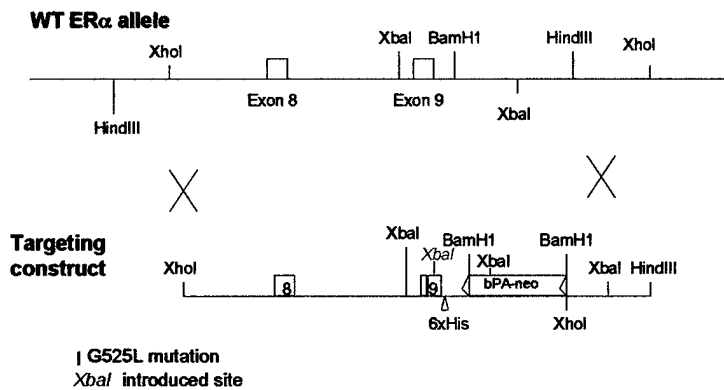 WT ERα allele
XhoI
XbaI
BamH1
HindIII
XhoI
Exon 8
Exon 9
HindIII
XbaI
Targeting
construct
XhoI
XbaI
XbaI
BamH1
XbaI
BamH1
XbaI
HindIII
8
9
bPA-neo
6xHis
XhoI
| G525L mutation
XbaI introduced site